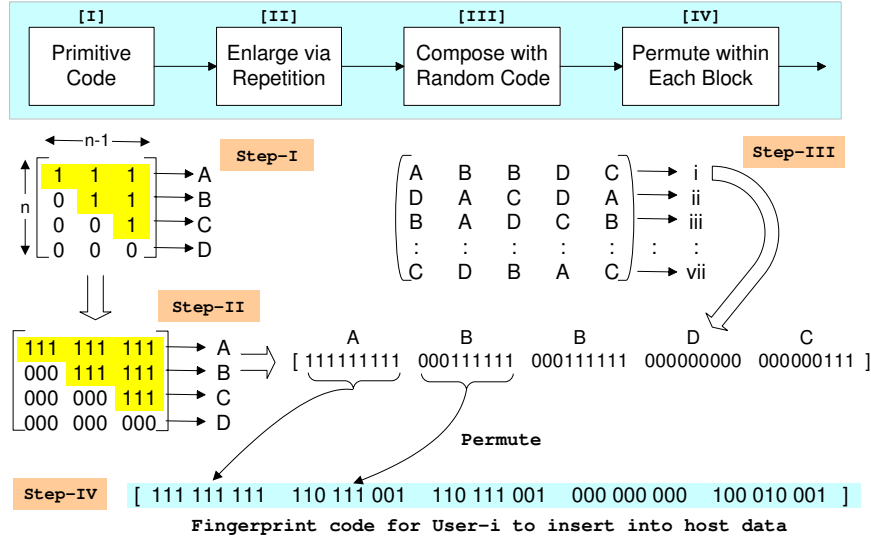 [I] [II] [III] [IV]
Primitive Code
Enlarge via Repetition
Compose with Random Code
Permute within Each Block
n-1
Step-I
n
1 1 1 A
0 1 1 B
0 0 1 C
0 0 0 D
Step-III
A B B D C i
D A C D A ii
B A D C B iii
: : : : : : :
C D B A C vii
Step-II
111 111 111 A
000 111 111 B
000 000 111 C
000 000 000 D
A B B D C
[ 111111111 000111111 000111111 000000000 000000111 ]
Permute
Step-IV
[ 111 111 111 110 111 001 110 111 001 000 000 000 100 010 001 ]
Fingerprint code for User-i to insert into host data